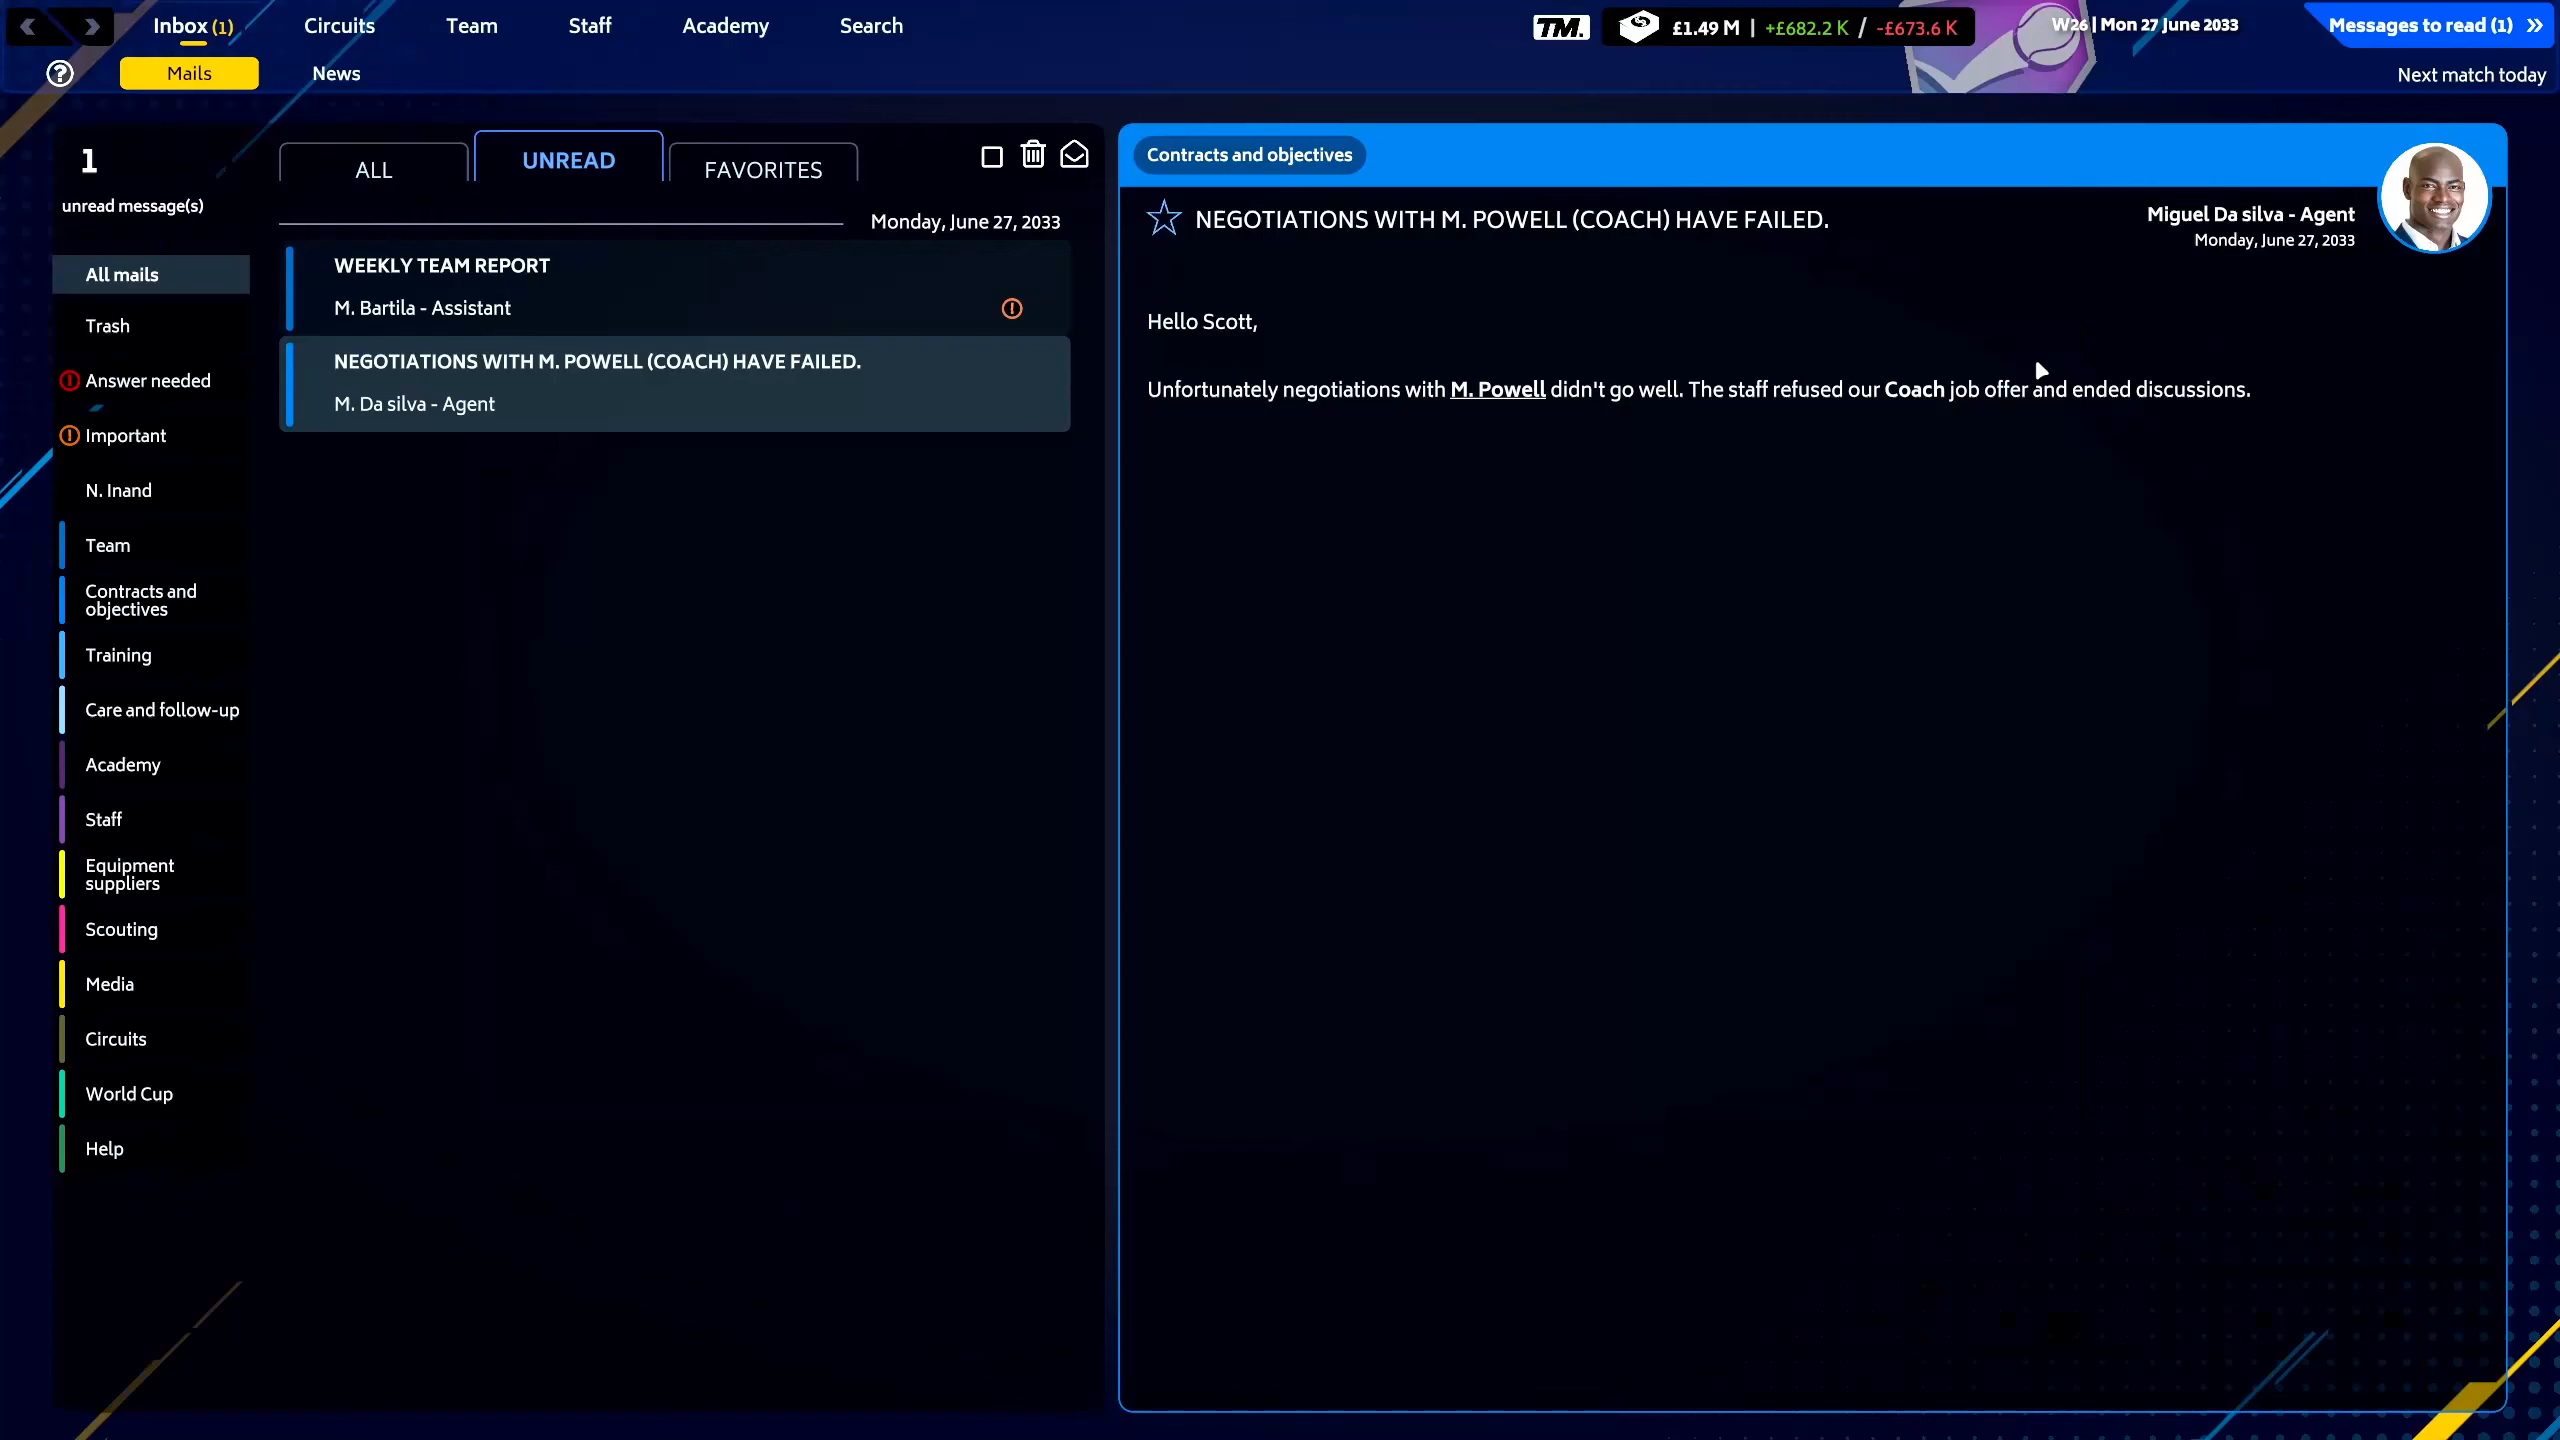 Inbox (1)
Circuits
Team
Staff
Academy
Search
TM.
£1.49 M | +£682.2 K / -£673.6 K
W26 | Mon 27 June 2033
Messages to read (1)
Mails
News
Next match today
1
unread message(s)
All mails
Trash
Answer needed
Important
N. Inand
Team
Contracts and
objectives
Training
Care and follow-up
Academy
Staff
Equipment
suppliers
Scouting
Media
Circuits
World Cup
Help
ALL
UNREAD
FAVORITES
Monday, June 27, 2033
WEEKLY TEAM REPORT
M. Bartila - Assistant
NEGOTIATIONS WITH M. POWELL (COACH) HAVE FAILED.
M. Da silva - Agent
Contracts and objectives
NEGOTIATIONS WITH M. POWELL (COACH) HAVE FAILED.
Miguel Da silva - Agent
Monday, June 27, 2033
Hello Scott,
Unfortunately negotiations with M. Powell didn't go well. The staff refused our Coach job offer and ended discussions.